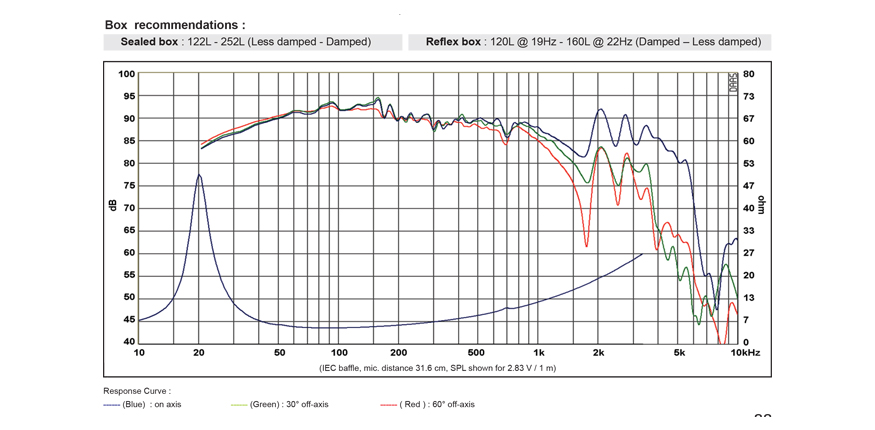 Box recommendations :
Sealed box : 122L - 252L (Less damped - Damped)
Reflex box : 120L @ 19Hz - 160L @ 22Hz (Damped – Less damped)
100 80
95 73
90 67
85 60
80 53
75 47
70 40
65 33
60 27
55 20
50 13
45 7
40 0
dB
ohm
DAAS
10 20 50 100 200 500 1k 2k 5k 10kHz
(IEC baffle, mic. distance 31.6 cm, SPL shown for 2.83 V / 1 m)
Response Curve :
(Blue) : on axis (Green) : 30° off-axis ( Red ) : 60° off-axis